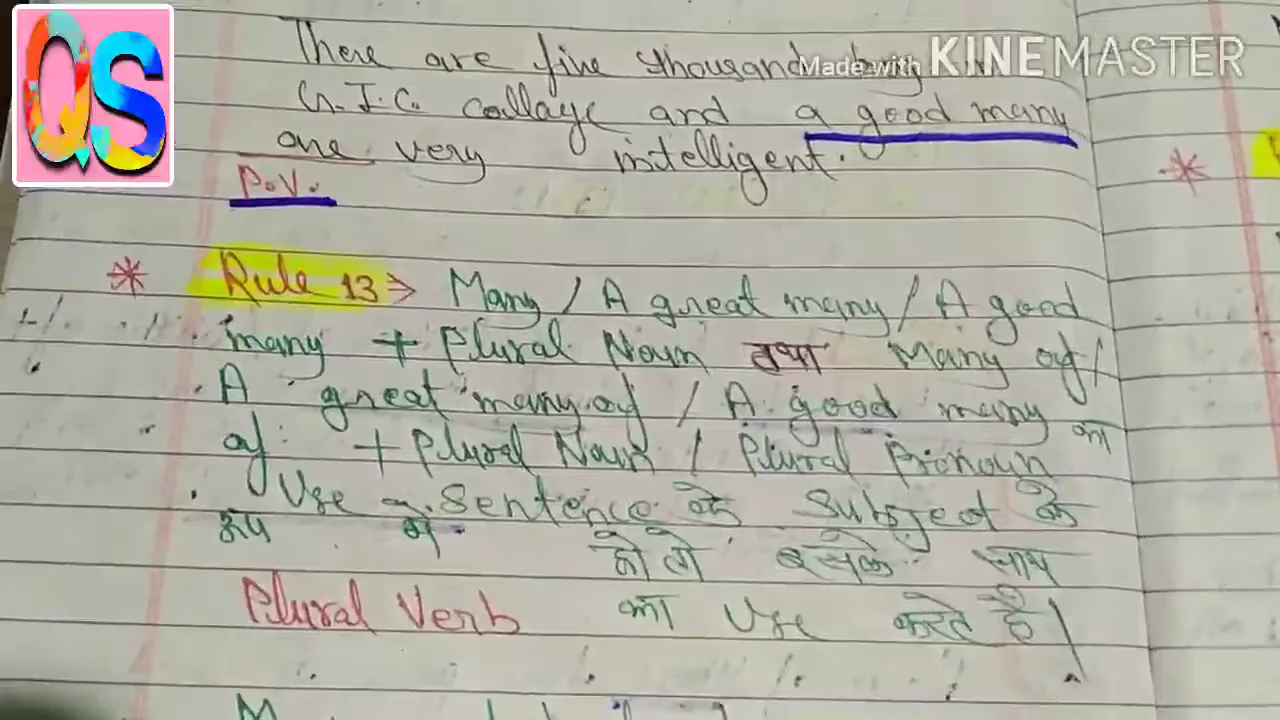 QS
Made with KINEMASTER
There are five thousand boys in
G.I.C. collage and a good many
are very intelligent.
P.V.
* Rule 13 ⇒ Many / A great many / A good
many + Plural Noun तथा Many of /
A great many of / A good many
of + Plural Noun / Plural Pronoun का
Use Sentence के Subject के
रूप में हो तो इसके साथ
Plural Verb का Use करते है।
*